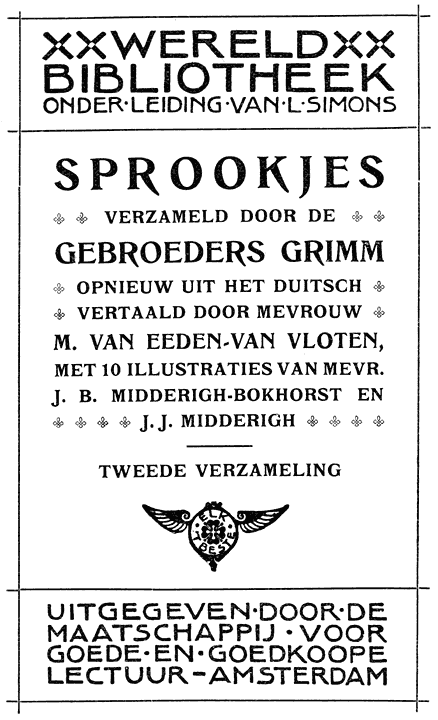 XXWERELDXX
BIBLIOTHEEK
ONDER·LEIDING·VAN·L·SIMONS
SPROOKJES
VERZAMELD DOOR DE
GEBROEDERS GRIMM
OPNIEUW UIT HET DUITSCH
VERTAALD DOOR MEVROUW
M. VAN EEDEN-VAN VLOTEN,
MET 10 ILLUSTRATIES VAN MEVR.
J. B. MIDDERIGH-BOKHORST EN
J. J. MIDDERIGH
TWEEDE VERZAMELING
ELK
'T BESTE
UITGEGEVEN·DOOR·DE
MAATSCHAPPIJ · VOOR
GOEDE·EN·GOEDKOOPE
LECTUUR–AMSTERDAM